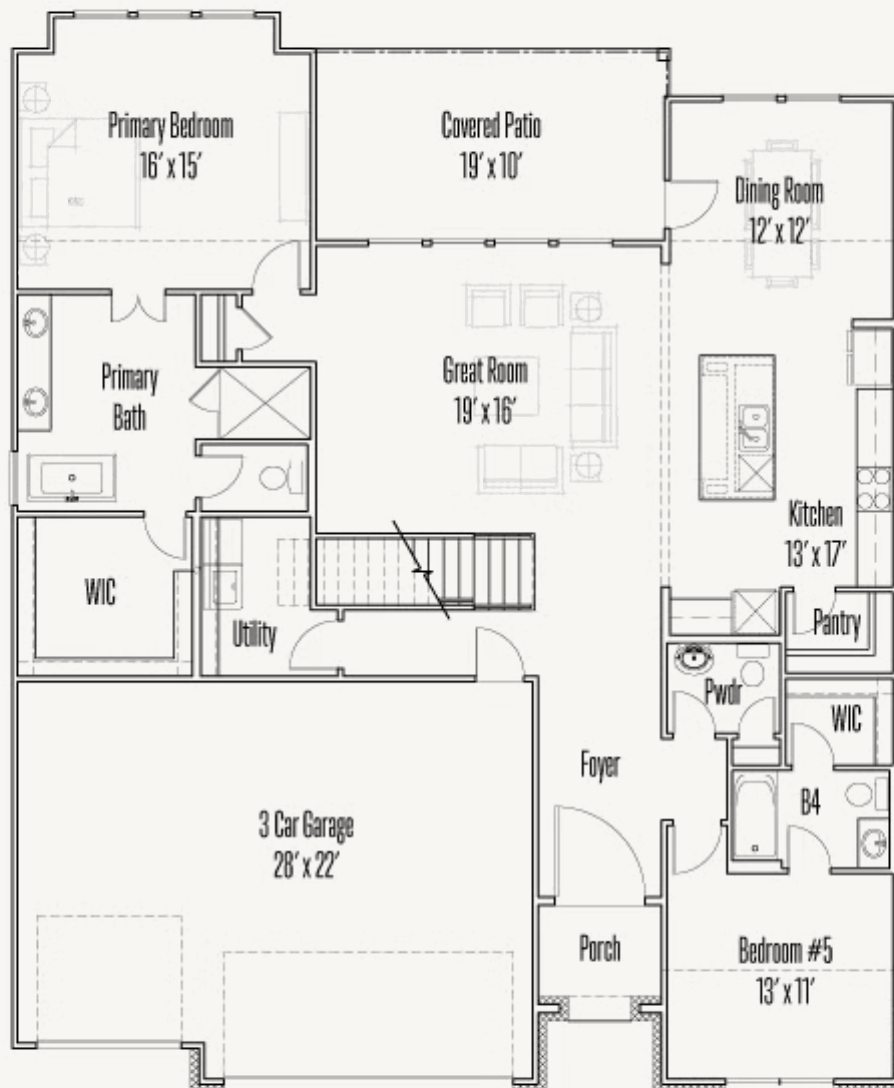 Primary Bedroom
16' x 15'
Covered Patio
19' x 10'
Dining Room
12' x 12'
Primary
Bath
Great Room
19' x 16'
Kitchen
13' x 17'
WIC
Utility
Pantry
Pwdr
WIC
Foyer
B4
3 Car Garage
28' x 22'
Porch
Bedroom #5
13' x 11'